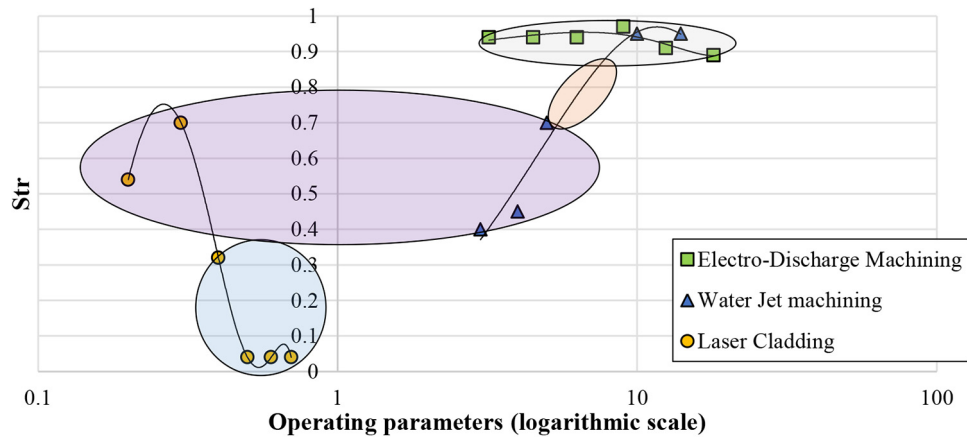 1
0.9
0.8
0.7
0.6
0.5
0.4
0.3
0.2
0.1
0
Str
0.1 1 10 100
Operating parameters (logarithmic scale)
Electro-Discharge Machining
Water Jet machining
Laser Cladding